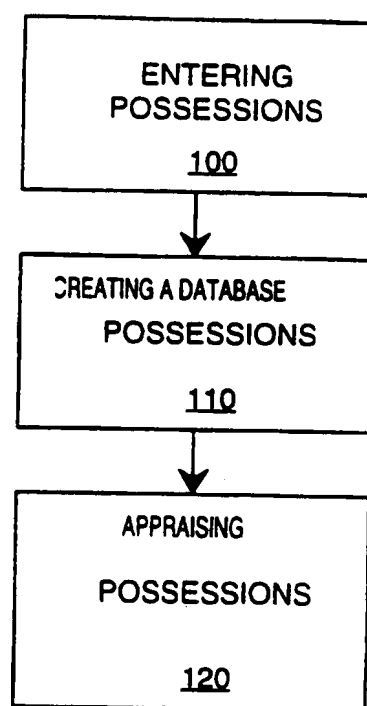 ENTERING
POSSESSIONS
100
CREATING A DATABASE
POSSESSIONS
110
APPRAISING
POSSESSIONS
120